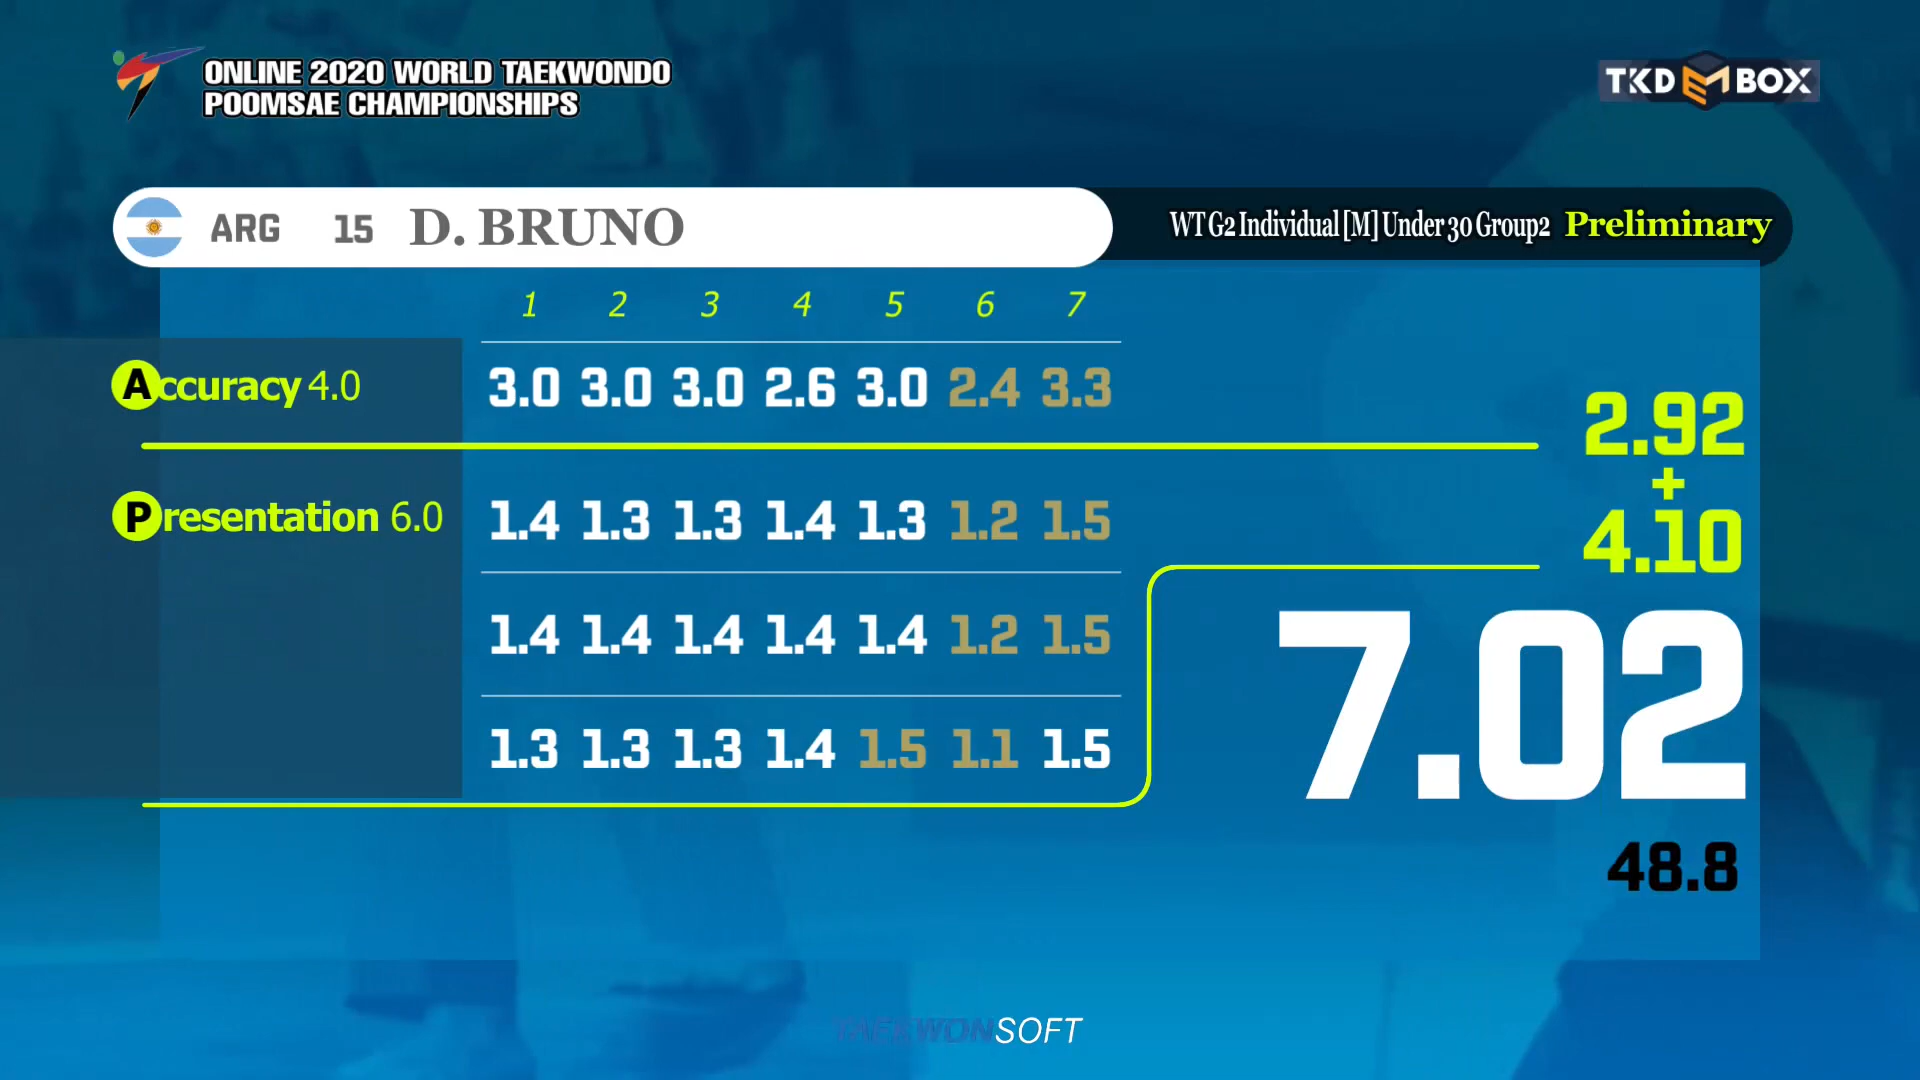 ONLINE 2020 WORLD TAEKWONDO
POOMSAE CHAMPIONSHIPS
TKD BOX
ARG 15 D. BRUNO
WT G2 Individual [M] Under 30 Group2 Preliminary
1 2 3 4 5 6 7
Accuracy 4.0 3.0 3.0 3.0 2.6 3.0 2.4 3.3
2.92
+
Presentation 6.0 1.4 1.3 1.3 1.4 1.3 1.2 1.5
4.10
1.4 1.4 1.4 1.4 1.4 1.2 1.5
7.02
1.3 1.3 1.3 1.4 1.5 1.1 1.5
48.8
TAEKWONSOFT